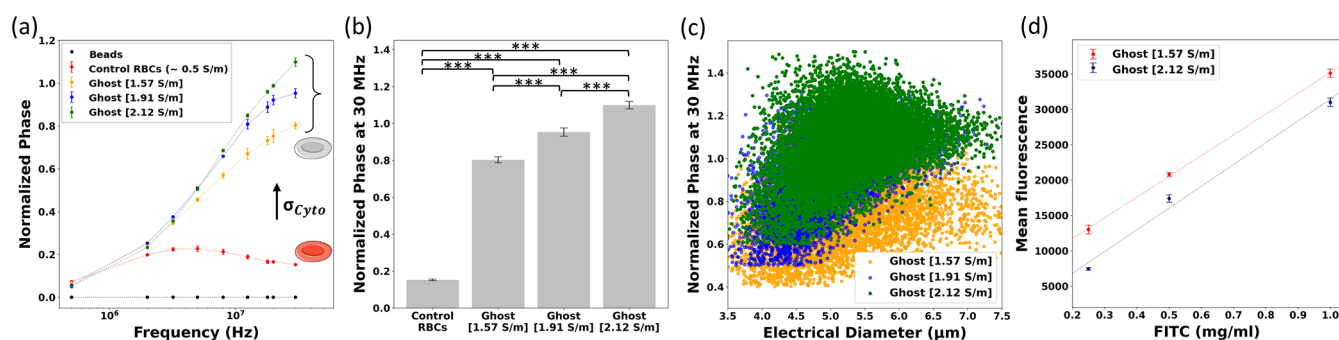 (a)
Normalized Phase
1.2
1.0
0.8
0.6
0.4
0.2
0.0
Beads
Control RBCs (~ 0.5 S/m)
Ghost [1.57 S/m]
Ghost [1.91 S/m]
Ghost [2.12 S/m]
σCyto
10⁶
10⁷
Frequency (Hz)
(b)
Normalized Phase at 30 MHz
1.4
1.2
1.0
0.8
0.6
0.4
0.2
0.0
***
***
***
***
***
***
Control RBCs
Ghost [1.57 S/m]
Ghost [1.91 S/m]
Ghost [2.12 S/m]
(c)
Normalized Phase at 30 MHz
1.4
1.2
1.0
0.8
0.6
0.4
Ghost [1.57 S/m]
Ghost [1.91 S/m]
Ghost [2.12 S/m]
3.5
4.0
4.5
5.0
5.5
6.0
6.5
7.0
7.5
Electrical Diameter (μm)
(d)
Mean fluorescence
35000
30000
25000
20000
15000
10000
5000
Ghost [1.57 S/m]
Ghost [2.12 S/m]
0.2
0.3
0.4
0.5
0.6
0.7
0.8
0.9
1.0
FITC (mg/ml)